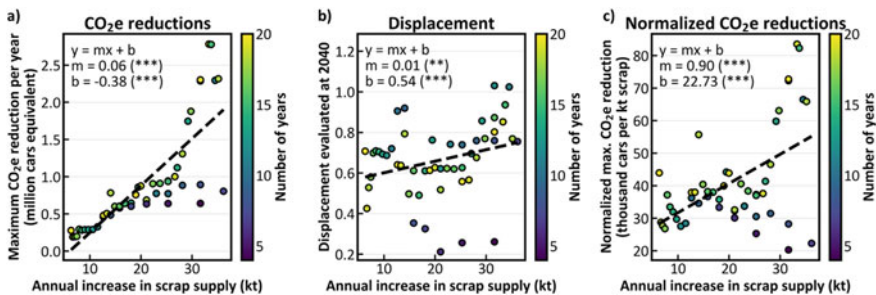 a)
CO2e reductions
y = mx + b
m = 0.06 (***)
b = -0.38 (***)
Maximum CO2e reduction per year
(million cars equivalent)
2.5
2.0
1.5
1.0
0.5
0.0
10
20
30
Annual increase in scrap supply (kt)
20
15
10
5
Number of years
b)
Displacement
y = mx + b
m = 0.01 (**)
b = 0.54 (***)
Displacement evaluated at 2040
1.2
1.0
0.8
0.6
0.4
0.2
10
20
30
Annual increase in scrap supply (kt)
20
15
10
5
Number of years
c)
Normalized CO2e reductions
y = mx + b
m = 0.90 (***)
b = 22.73 (***)
Normalized max. CO2e reduction
(thousand cars per kt scrap)
80
70
60
50
40
30
20
10
20
30
Annual increase in scrap supply (kt)
20
15
10
5
Number of years